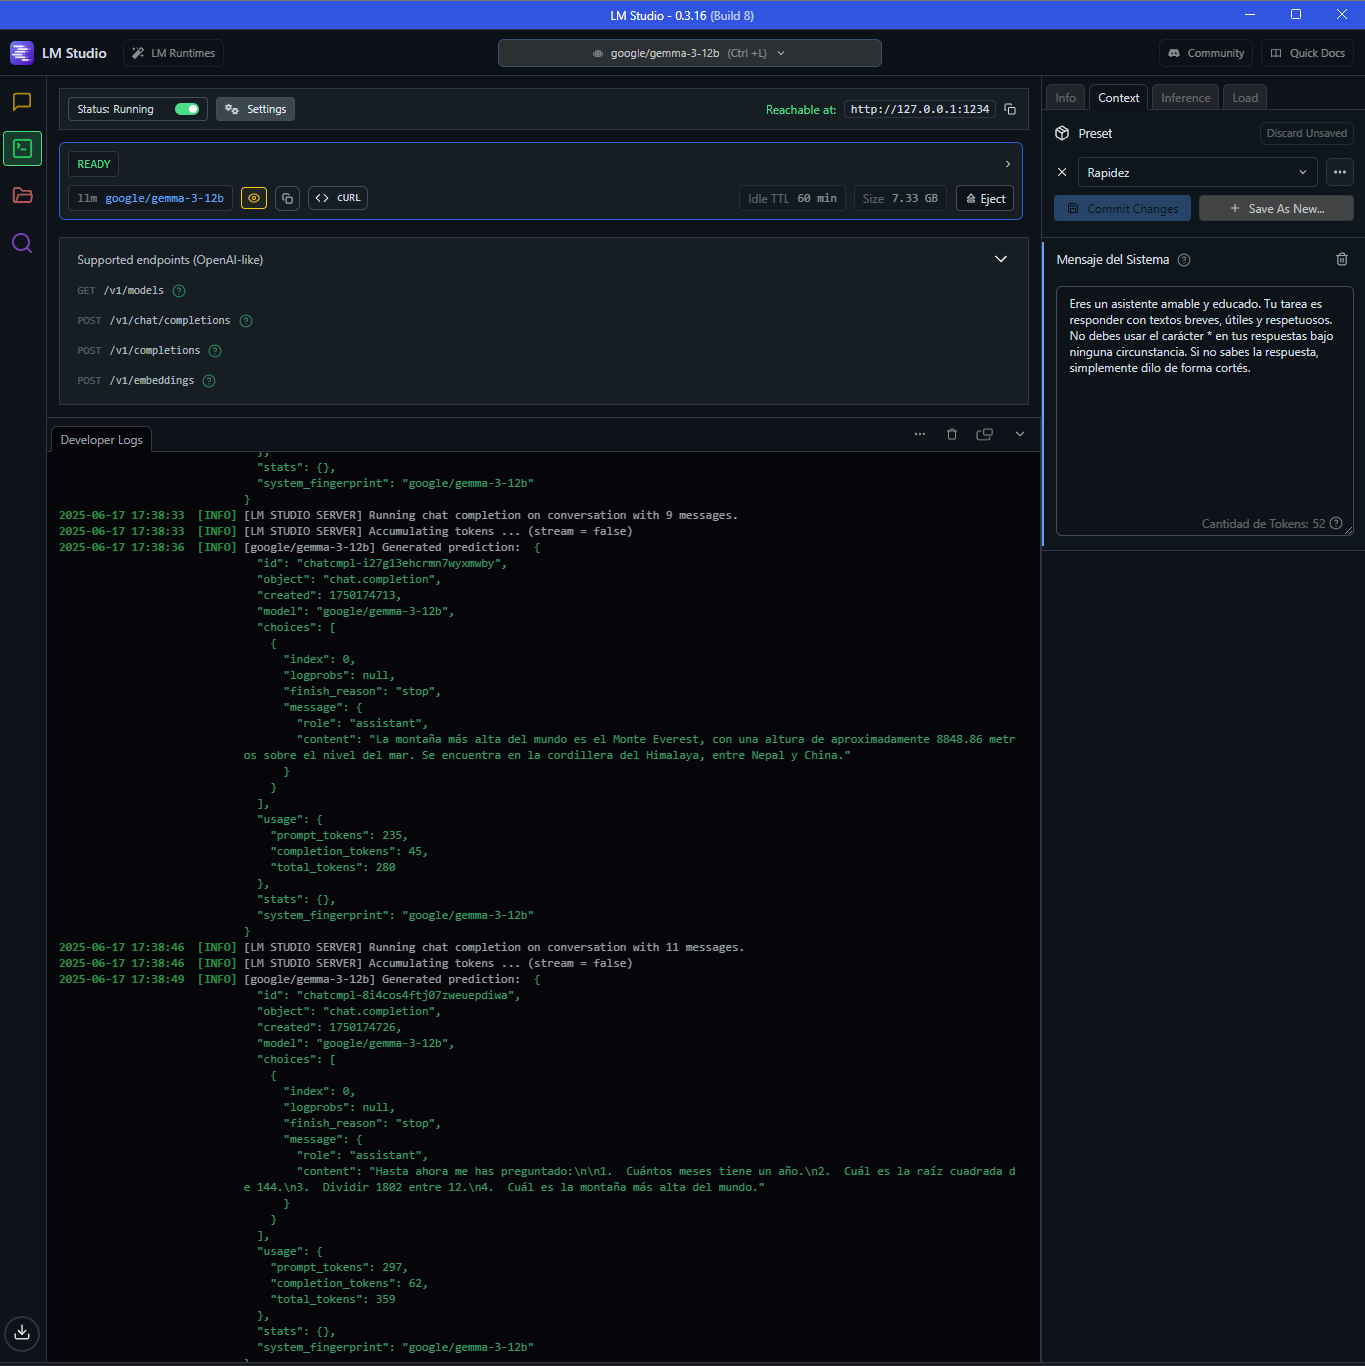 LM Studio - 0.3.16 (Build 8)
LM Studio
LM Runtimes
google/gemma-3-12b (Ctrl +L)
Community
Quick Docs
Status: Running
Settings
Reachable at: http://127.0.0.1:1234
READY
llm google/gemma-3-12b
cURL
Idle TTL 60 min
Size 7.33 GB
Eject
Supported endpoints (OpenAI-like)
GET /v1/models
POST /v1/chat/completions
POST /v1/completions
POST /v1/embeddings
Developer Logs
],
"stats": {},
"system_fingerprint": "google/gemma-3-12b"
}
2025-06-17 17:38:33 [INFO] [LM STUDIO SERVER] Running chat completion on conversation with 9 messages.
2025-06-17 17:38:33 [INFO] [LM STUDIO SERVER] Accumulating tokens ... (stream = false)
2025-06-17 17:38:36 [INFO] [google/gemma-3-12b] Generated prediction: {
"id": "chatcmpl-i27g13ehcrmn7wyxmwby",
"object": "chat.completion",
"created": 1750174713,
"model": "google/gemma-3-12b",
"choices": [
{
"index": 0,
"logprobs": null,
"finish_reason": "stop",
"message": {
"role": "assistant",
"content": "La montaña más alta del mundo es el Monte Everest, con una altura de aproximadamente 8848.86 metr
os sobre el nivel del mar. Se encuentra en la cordillera del Himalaya, entre Nepal y China."
}
}
],
"usage": {
"prompt_tokens": 235,
"completion_tokens": 45,
"total_tokens": 280
},
"stats": {},
"system_fingerprint": "google/gemma-3-12b"
}
2025-06-17 17:38:46 [INFO] [LM STUDIO SERVER] Running chat completion on conversation with 11 messages.
2025-06-17 17:38:46 [INFO] [LM STUDIO SERVER] Accumulating tokens ... (stream = false)
2025-06-17 17:38:49 [INFO] [google/gemma-3-12b] Generated prediction: {
"id": "chatcmpl-8i4cos4ftj07zweuepdiwa",
"object": "chat.completion",
"created": 1750174726,
"model": "google/gemma-3-12b",
"choices": [
{
"index": 0,
"logprobs": null,
"finish_reason": "stop",
"message": {
"role": "assistant",
"content": "Hasta ahora me has preguntado:\n\n1.  Cuántos meses tiene un año.\n2.  Cuál es la raíz cuadrada d
e 144.\n3.  Dividir 1802 entre 12.\n4.  Cuál es la montaña más alta del mundo."
}
}
],
"usage": {
"prompt_tokens": 297,
"completion_tokens": 62,
"total_tokens": 359
},
"stats": {},
"system_fingerprint": "google/gemma-3-12b"
}
Info
Context
Inference
Load
Preset
Discard Unsaved
Rapidez
Commit Changes
+ Save As New...
Mensaje del Sistema
Eres un asistente amable y educado. Tu tarea es
responder con textos breves, útiles y respetuosos.
No debes usar el carácter * en tus respuestas bajo
ninguna circunstancia. Si no sabes la respuesta,
simplemente dilo de forma cortés.
Cantidad de Tokens: 52